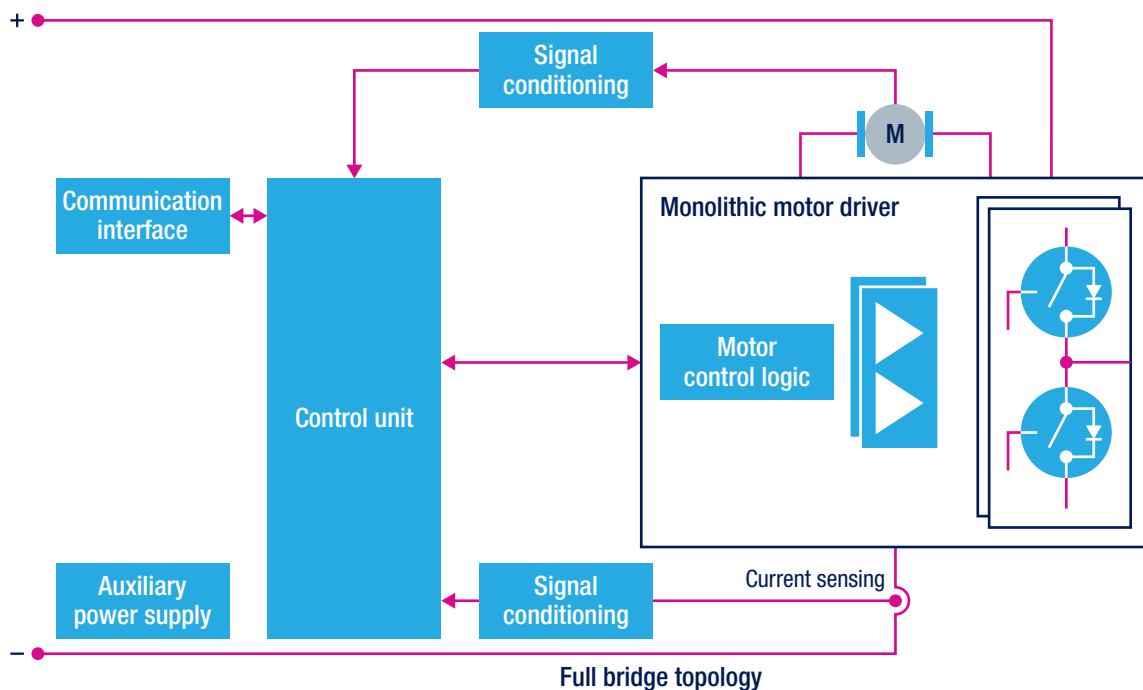 +
Signal
conditioning
M
Communication
interface
Monolithic motor driver
Motor
control logic
Control unit
Auxiliary
power supply
Signal
conditioning
Current sensing
–
Full bridge topology